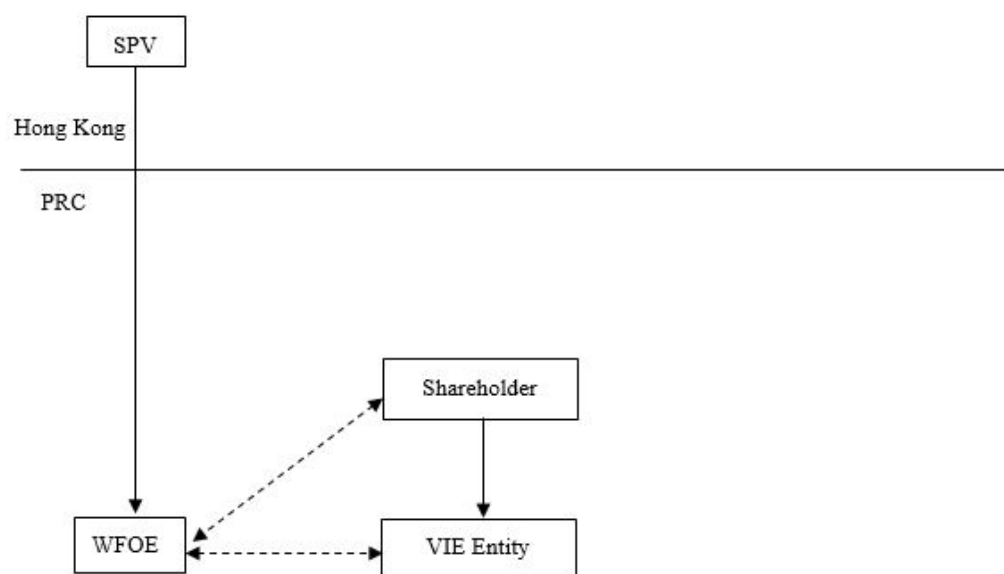 SPV
Hong Kong
PRC
Shareholder
WFOE
VIE Entity